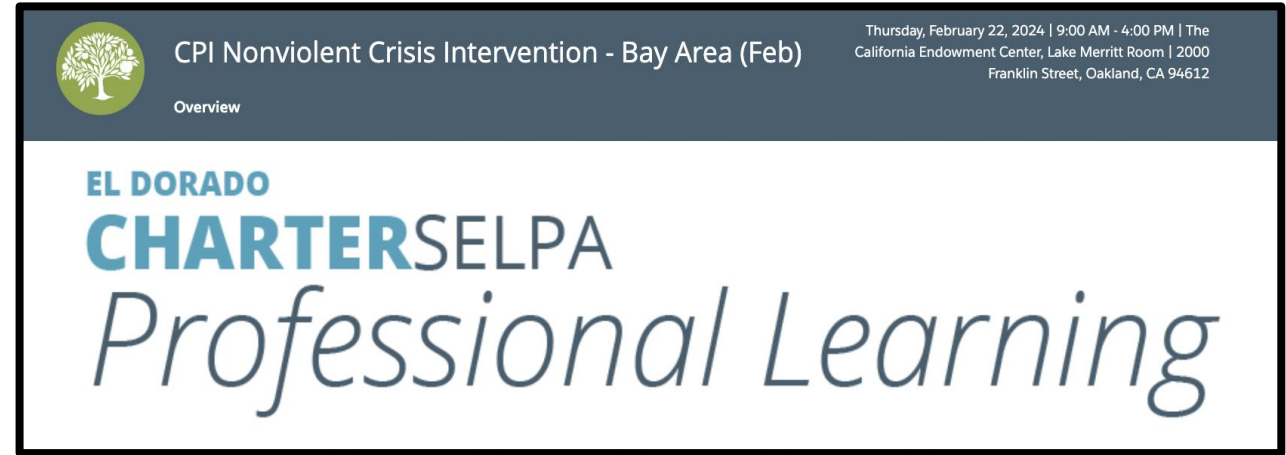 CPI Nonviolent Crisis Intervention - Bay Area (Feb)
Overview
Thursday, February 22, 2024 | 9:00 AM - 4:00 PM | The
California Endowment Center, Lake Merritt Room | 2000
Franklin Street, Oakland, CA 94612
EL DORADO
CHARTERSELPA
Professional Learning